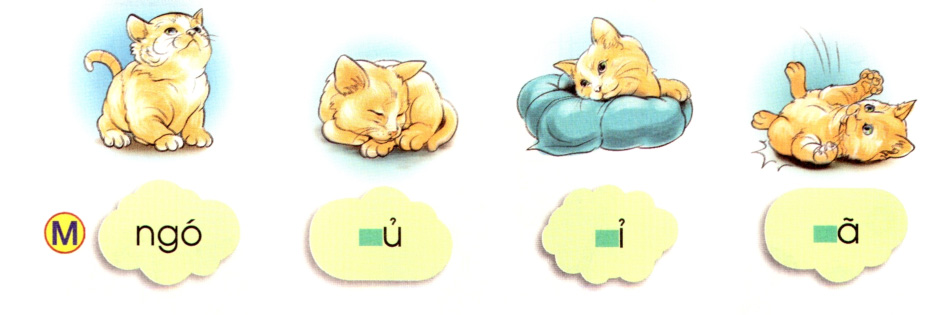 M ngó ủ ỉ ã